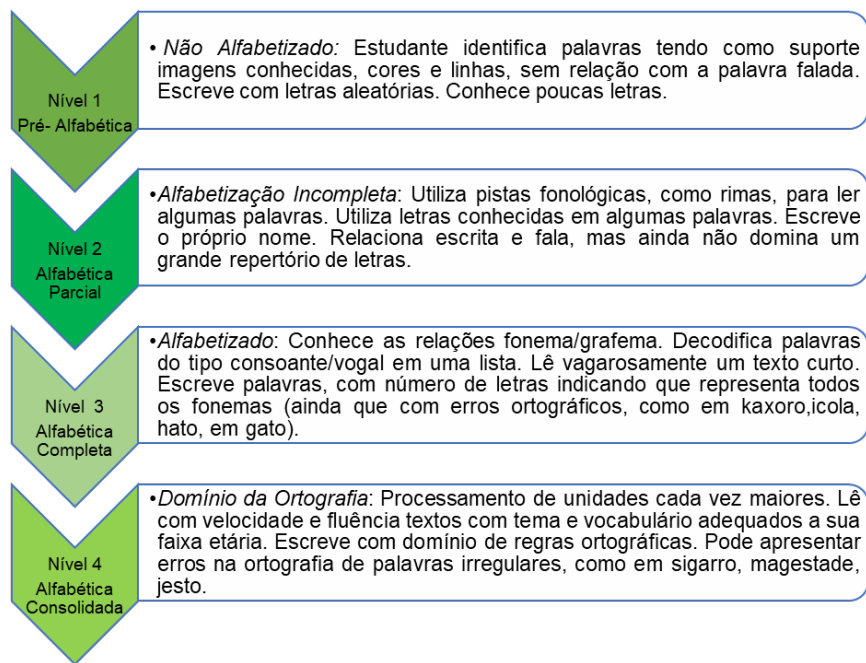 Nível 1
Pré- Alfabética
• Não Alfabetizado: Estudante identifica palavras tendo como suporte
imagens conhecidas, cores e linhas, sem relação com a palavra falada.
Escreve com letras aleatórias. Conhece poucas letras.
Nível 2
Alfabética
Parcial
•Alfabetização Incompleta: Utiliza pistas fonológicas, como rimas, para ler
algumas palavras. Utiliza letras conhecidas em algumas palavras. Escreve
o próprio nome. Relaciona escrita e fala, mas ainda não domina um
grande repertório de letras.
Nível 3
Alfabética
Completa
•Alfabetizado: Conhece as relações fonema/grafema. Decodifica palavras
do tipo consoante/vogal em uma lista. Lê vagarosamente um texto curto.
Escreve palavras, com número de letras indicando que representa todos
os fonemas (ainda que com erros ortográficos, como em kaxoro,icola,
hato, em gato).
Nível 4
Alfabética
Consolidada
•Domínio da Ortografia: Processamento de unidades cada vez maiores. Lê
com velocidade e fluência textos com tema e vocabulário adequados a sua
faixa etária. Escreve com domínio de regras ortográficas. Pode apresentar
erros na ortografia de palavras irregulares, como em sigarro, magestade,
jesto.